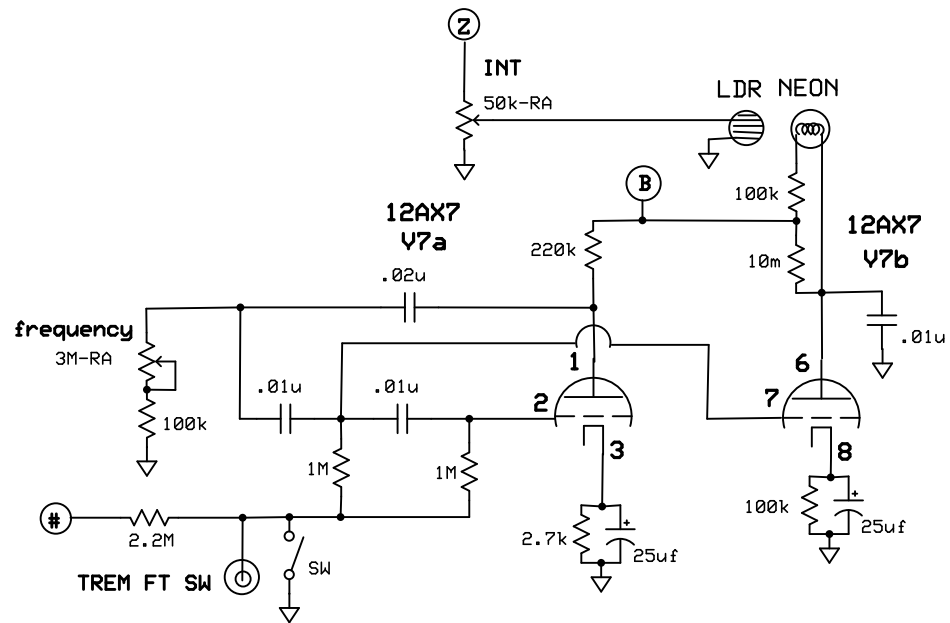 Z
INT
50k-RA
LDR NEON
B
100k
12AX7
V7a
12AX7
V7b
220k
10m
.02u
frequency
3M-RA
.01u
1
6
.01u
.01u
2
7
100k
3
8
1M
1M
100k
+
25uf
#
2.2M
2.7k
+
25uf
SW
TREM FT SW